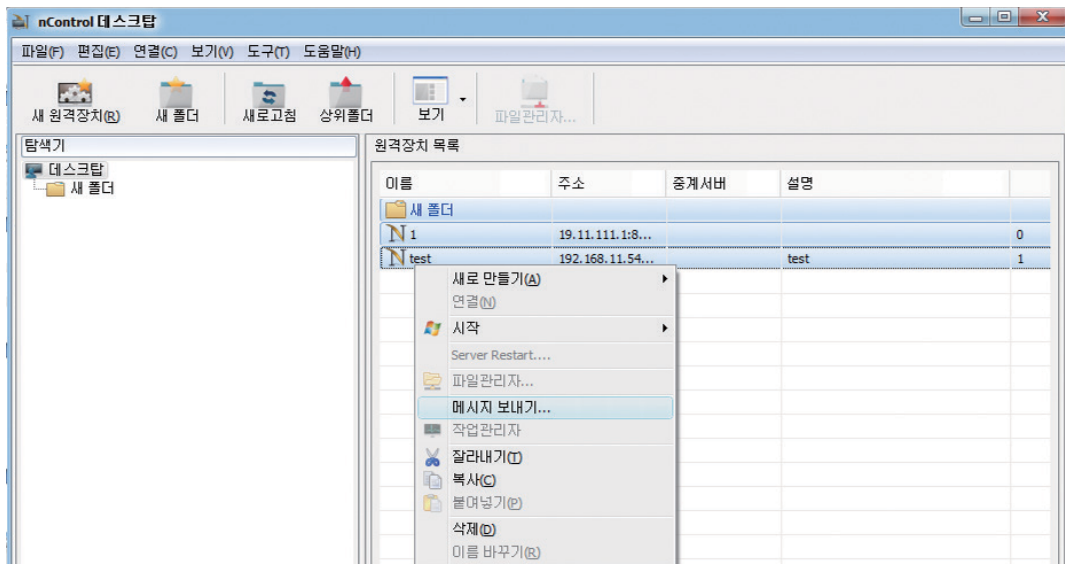 nControl 데스크탑
파일(F) 편집(E) 연결(C) 보기(V) 도구(T) 도움말(H)
새 원격장치(R) 새 폴더 새로고침 상위폴더 보기 파일관리자...
탐색기
데스크탑
새 폴더
원격장치 목록
이름 주소 중계서버 설명
새 폴더
1 19.11.111.1:8... 0
test 192.168.11.54... test 1
새로 만들기(A)
연결(N)
시작
Server Restart....
파일관리자...
메시지 보내기...
작업관리자
잘라내기(T)
복사(C)
붙여넣기(P)
삭제(D)
이름 바꾸기(R)